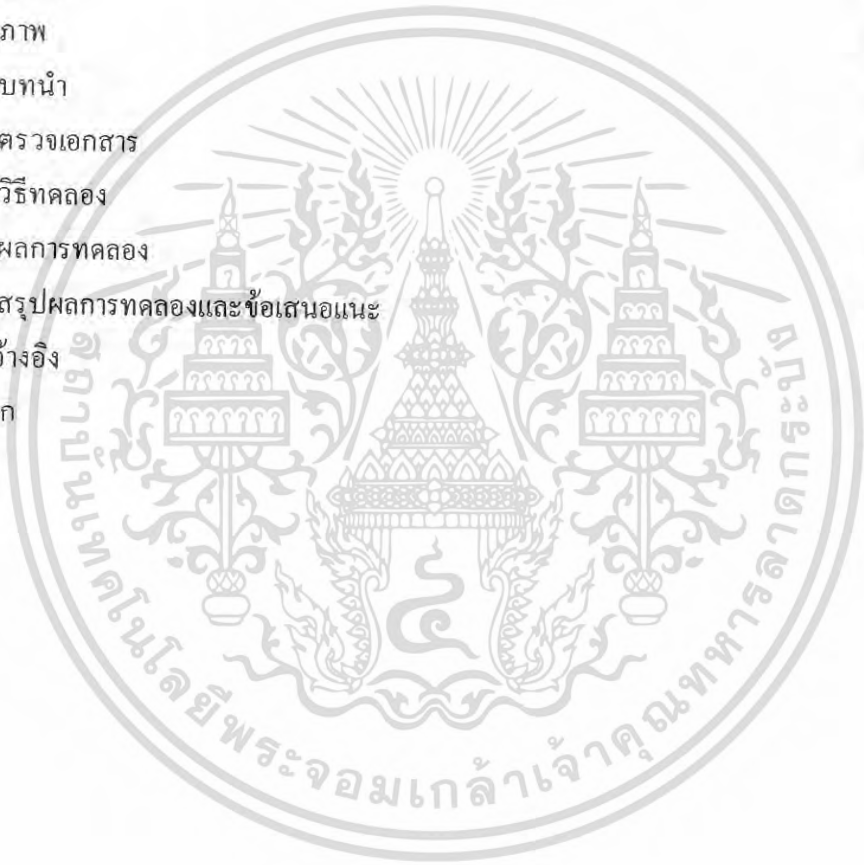 ภาพ
บทนำ
ตรวจเอกสาร
วิธีทดลอง
ผลการทดลอง
สรุปผลการทดลองและข้อเสนอแนะ
อ้างอิง
ก
สถาบันเทคโนโลยีพระจอมเกล้าเจ้าคุณทหารลาดกระบัง
๔